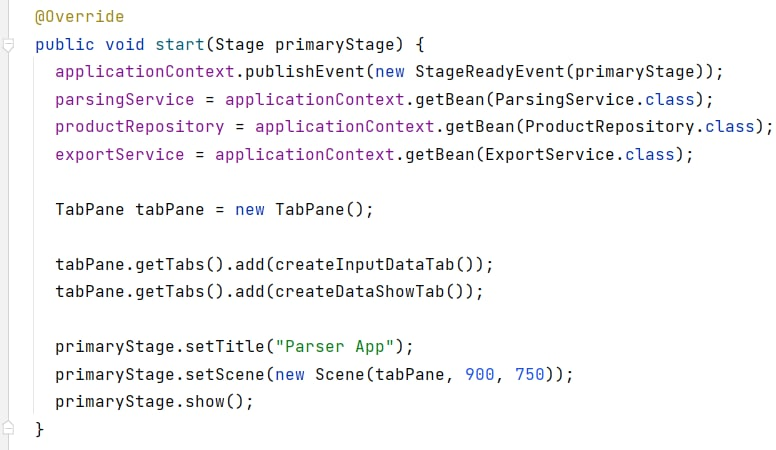 @Override
public void start(Stage primaryStage) {
applicationContext.publishEvent(new StageReadyEvent(primaryStage));
parsingService = applicationContext.getBean(ParsingService.class);
productRepository = applicationContext.getBean(ProductRepository.class);
exportService = applicationContext.getBean(ExportService.class);
TabPane tabPane = new TabPane();
tabPane.getTabs().add(createInputDataTab());
tabPane.getTabs().add(createDataShowTab());
primaryStage.setTitle("Parser App");
primaryStage.setScene(new Scene(tabPane, 900, 750));
primaryStage.show();
}